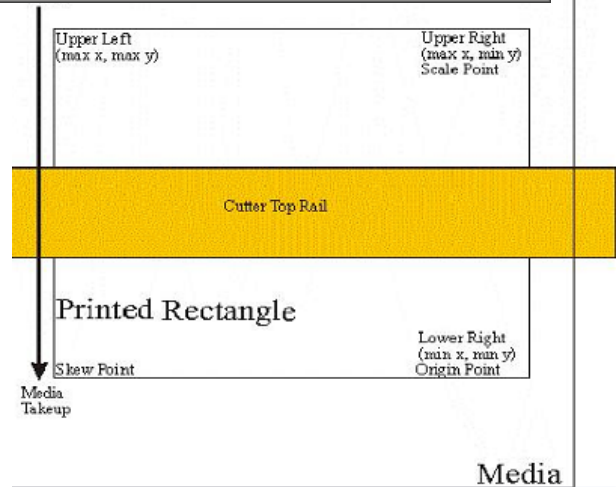 Upper Left
(max x, max y)
Upper Right
(max x, min y)
Scale Point
Cutter Top Rail
Printed Rectangle
Lower Right
(min x, min y)
Origin Point
Skew Point
Media
Takeup
Media